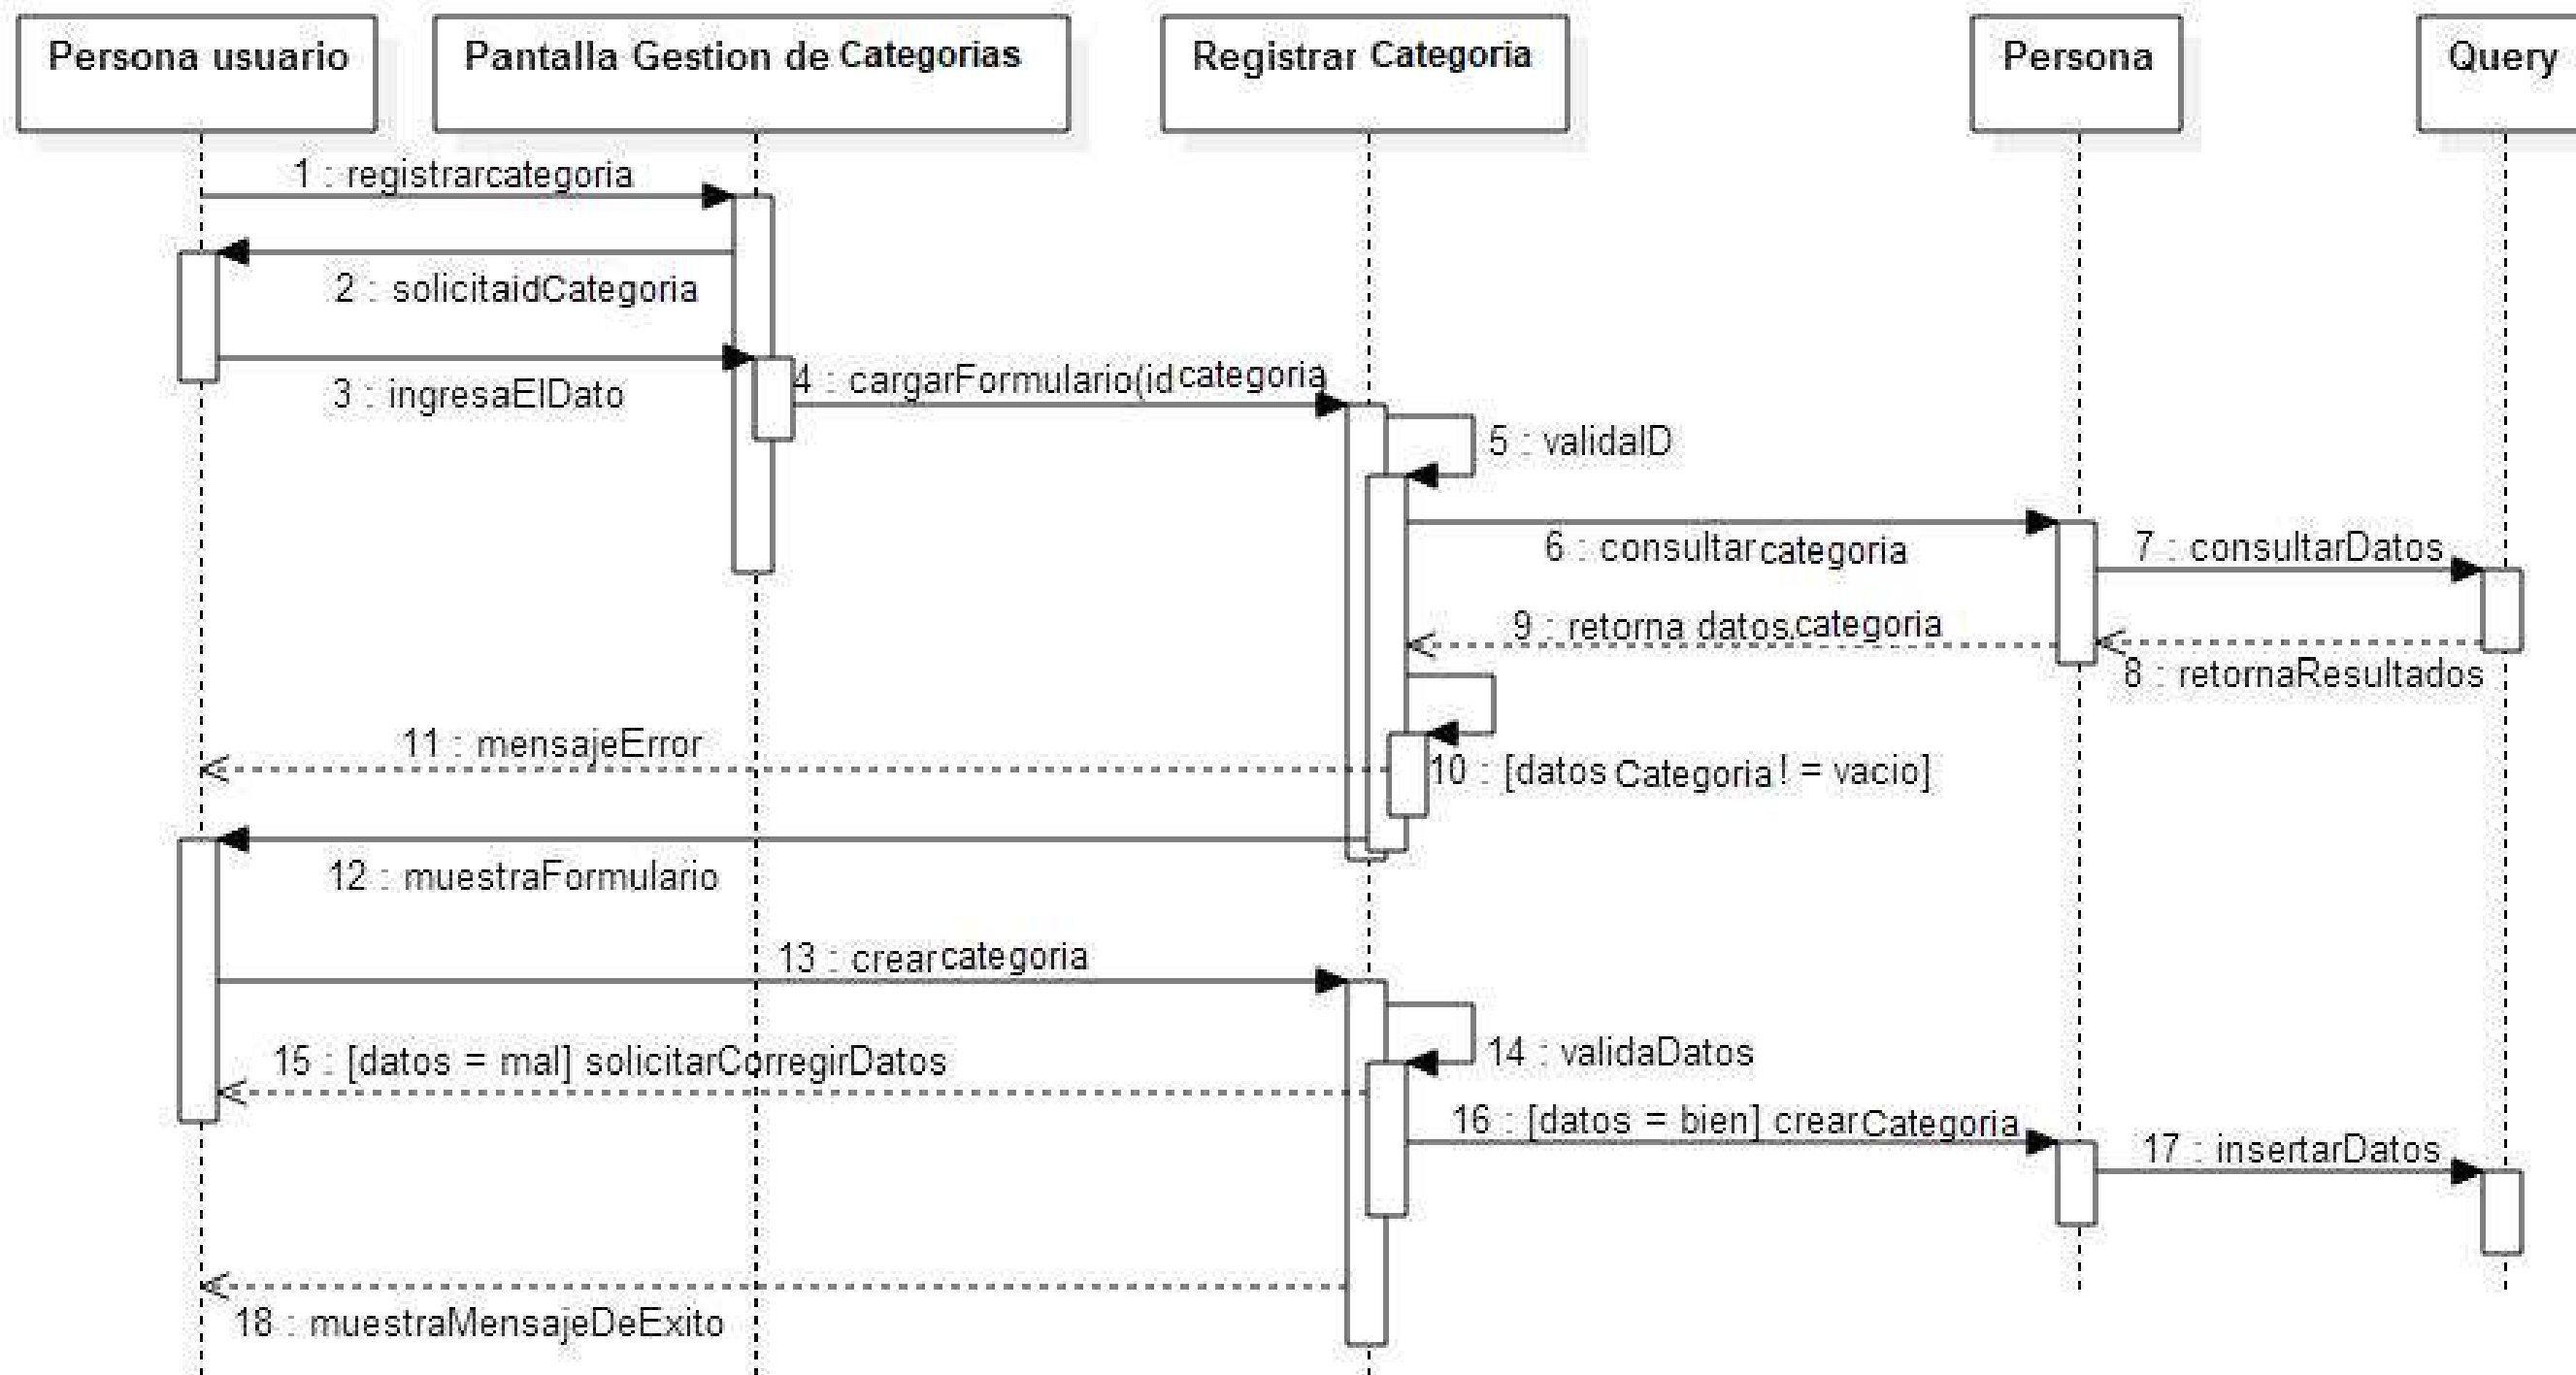 Persona usuario
Pantalla Gestion de Categorias
Registrar Categoria
Persona
Query
1 : registrarcategoria
2 : solicitaidCategoria
3 : ingresaElDato
4 : cargarFormulario(idcategoria
5 : validaID
6 : consultarcategoria
7 : consultarDatos
9 : retorna datos.categoria
8 : retornaResultados
11 : mensajeError
10 : [datos Categoria ! = vacio]
12 : muestraFormulario
13 : crearcategoria
14 : validaDatos
15 : [datos = mal] solicitarCorregirDatos
16 : [datos = bien] crearCategoria
17 : insertarDatos
18 : muestraMensajeDeExito